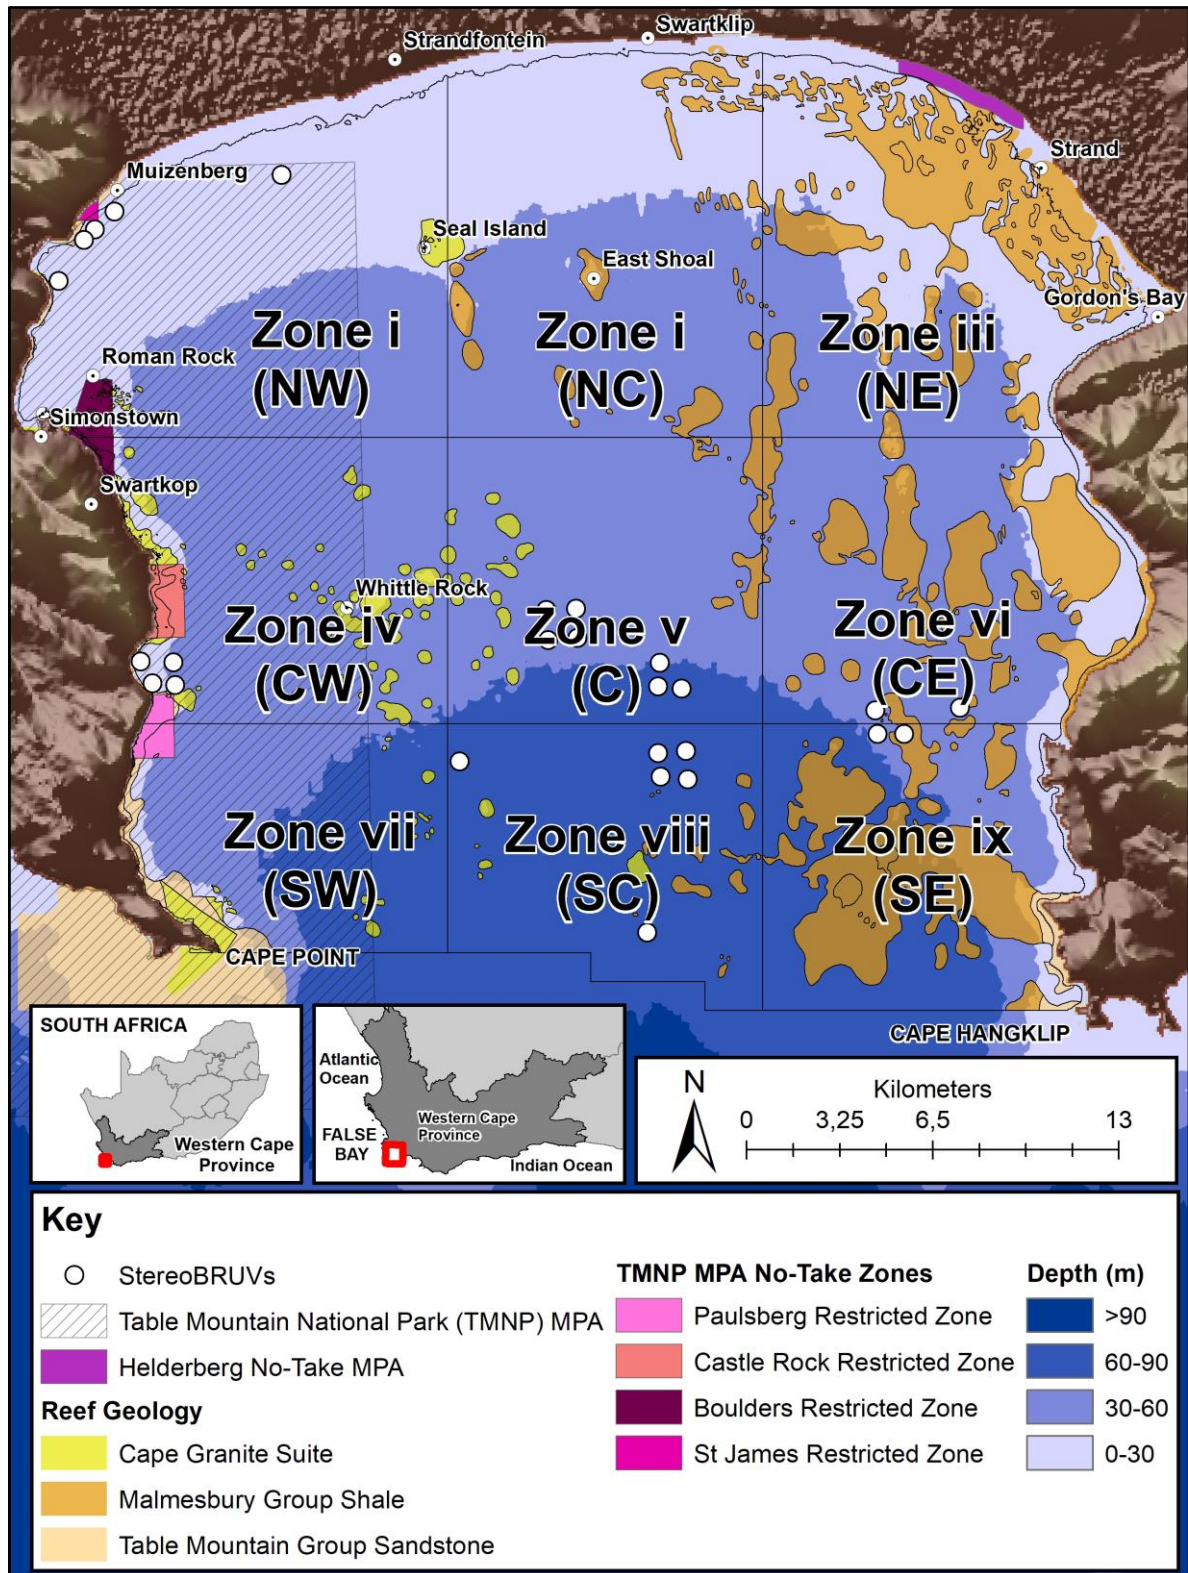 Swartklip
Strandfontein
Muizenberg
Strand
Seal Island
East Shoal
Gordon's Bay
Zone i
(NW)
Zone i
(NC)
Zone iii
(NE)
Roman Rock
Simonstown
Swartkop
Whittle Rock
Zone iv
(CW)
Zone v
(C)
Zone vi
(CE)
Zone vii
(SW)
Zone viii
(SC)
Zone ix
(SE)
CAPE POINT
CAPE HANGKLIP
SOUTH AFRICA
Western Cape
Province
Atlantic
Ocean
Western Cape
Province
FALSE
BAY
Indian Ocean
N
Kilometers
0 3,25 6,5 13
Key
StereoBRUVs
Table Mountain National Park (TMNP) MPA
Helderberg No-Take MPA
Reef Geology
Cape Granite Suite
Malmesbury Group Shale
Table Mountain Group Sandstone
TMNP MPA No-Take Zones
Paulsberg Restricted Zone
Castle Rock Restricted Zone
Boulders Restricted Zone
St James Restricted Zone
Depth (m)
>90
60-90
30-60
0-30